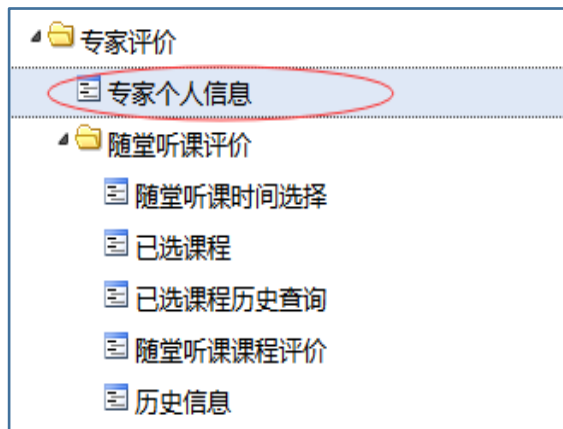 专家评价
专家个人信息
随堂听课评价
随堂听课时间选择
已选课程
已选课程历史查询
随堂听课课程评价
历史信息